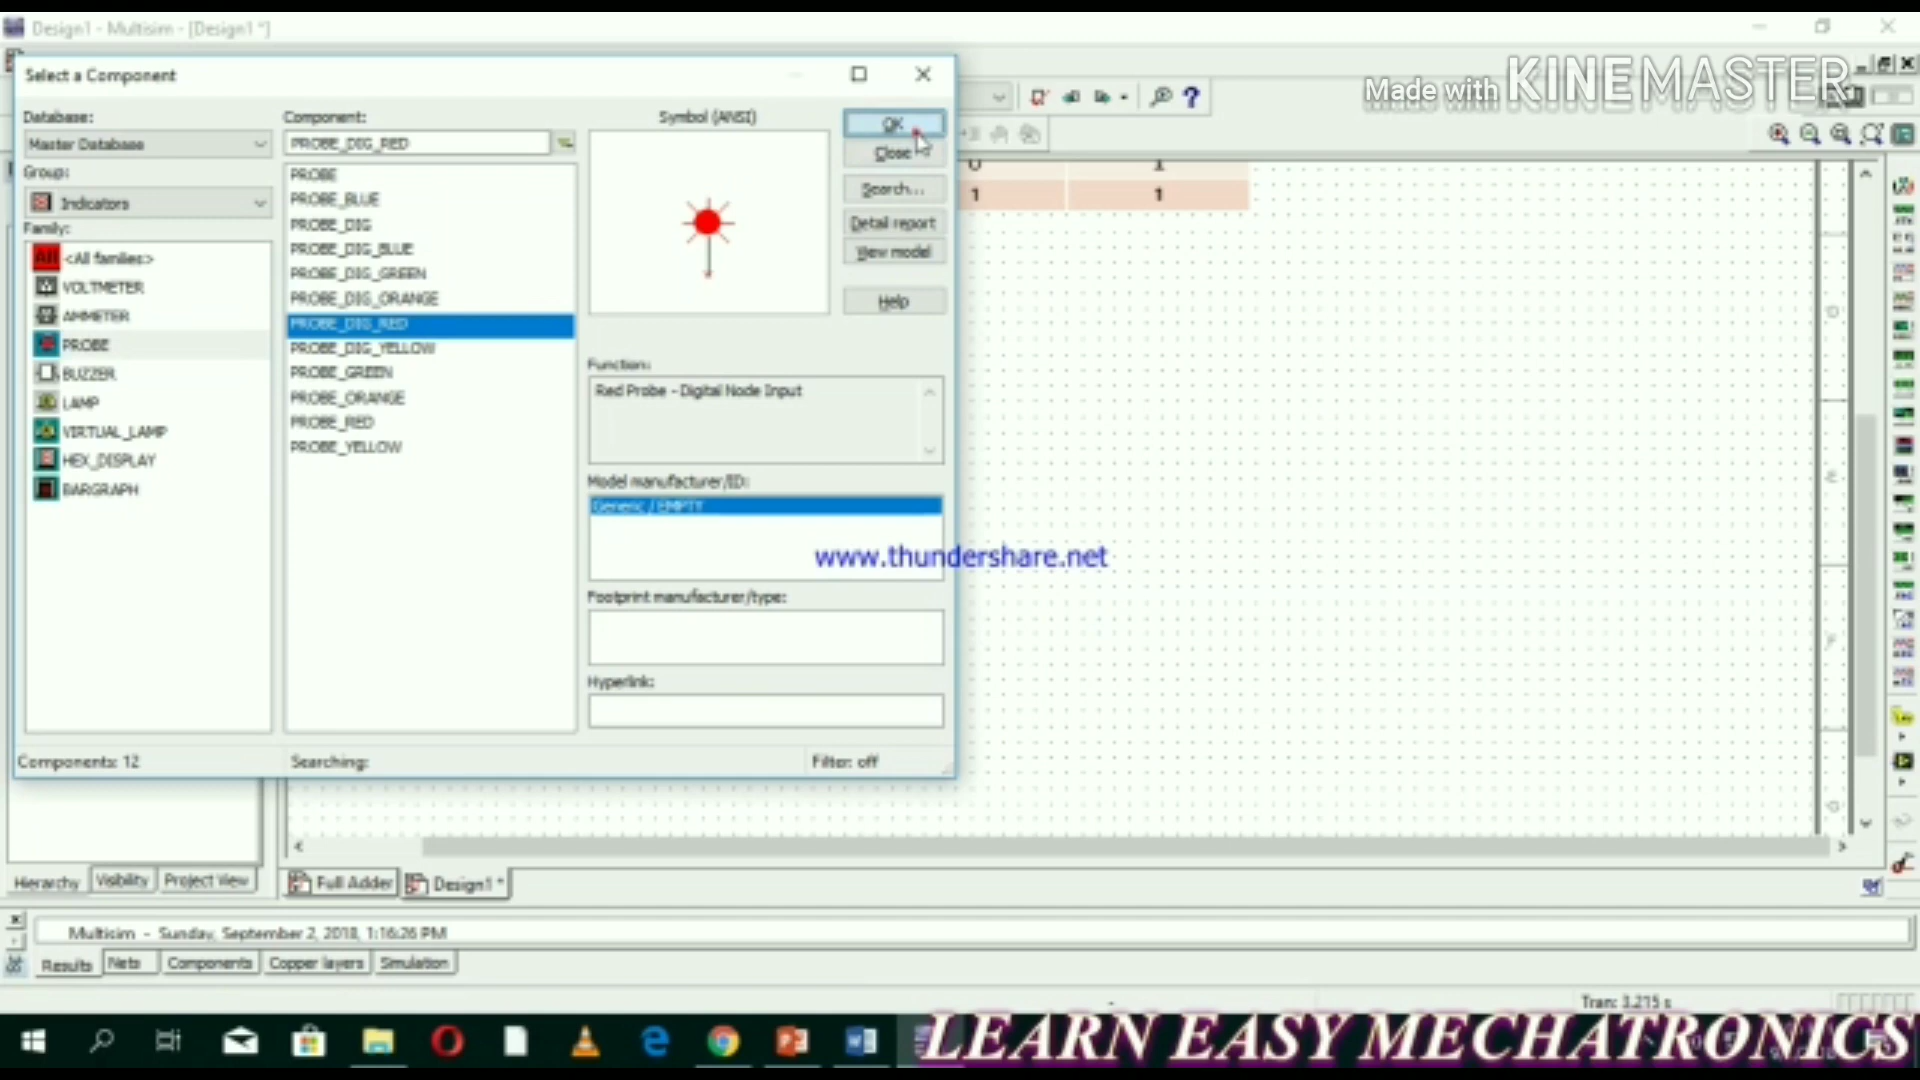 Design1 - Multisim - [Design1 *]
Select a Component
Made with KINEMASTER
Database:
Master Database
Group:
Indicators
Family:
<All families>
VOLTMETER
AMMETER
PROBE
BUZZER
LAMP
VIRTUAL_LAMP
HEX_DISPLAY
BARGRAPH
Component:
PROBE_DIG_RED
PROBE
PROBE_BLUE
PROBE_DIG
PROBE_DIG_BLUE
PROBE_DIG_GREEN
PROBE_DIG_ORANGE
PROBE_DIG_RED
PROBE_DIG_YELLOW
PROBE_GREEN
PROBE_ORANGE
PROBE_RED
PROBE_YELLOW
Symbol (ANSI)
OK
Close
Search...
Detail report
View model
Help
Function:
Red Probe - Digital Node Input
Model manufacturer/ID:
Generic / EMPTY
www.thundershare.net
Footprint manufacturer/type:
Hyperlink:
Components: 12
Searching:
Filter: off
1 1
Hierarchy Visibility Project View
Full Adder Design1 *
Multisim - Sunday, September 2, 2018, 1:16:26 PM
Results Nets Components Copper layers Simulation
Tran: 3.215 s
LEARN EASY MECHATRONICS